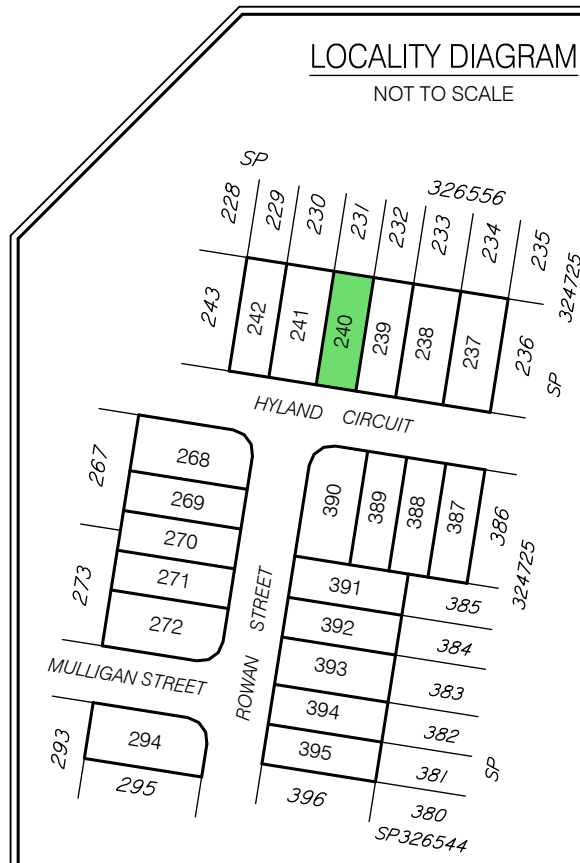 LOCALITY DIAGRAM
NOT TO SCALE
SP 326556
228 229 230 231 232 233 234 235
243 242 241 240 239 238 237 236
SP 324725
HYLAND CIRCUIT
267 268
269
270
273 271
272
390 389 388 387 386
SP 324725
391 385
392 384
393 383
394 382
395 381
ROWAN STREET
MULLIGAN STREET
293 294
295
396
380
SP326544